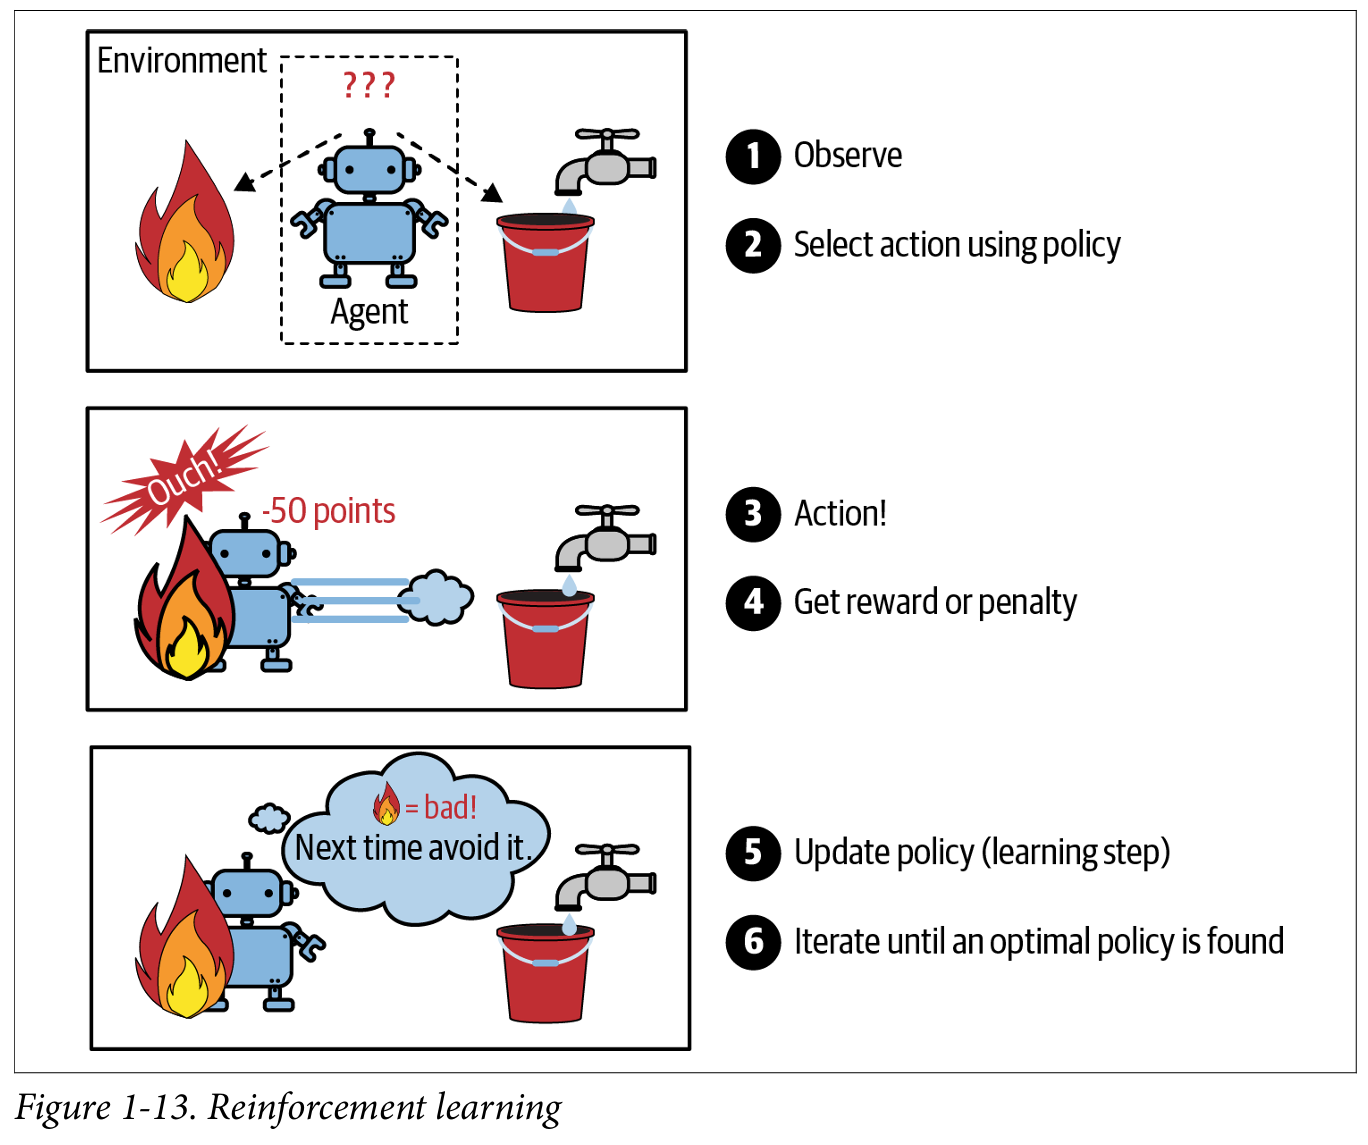 Environment
???
Agent
1 Observe
2 Select action using policy
Ouch!
-50 points
3 Action!
4 Get reward or penalty
= bad!
Next time avoid it.
5 Update policy (learning step)
6 Iterate until an optimal policy is found
Figure 1-13. Reinforcement learning